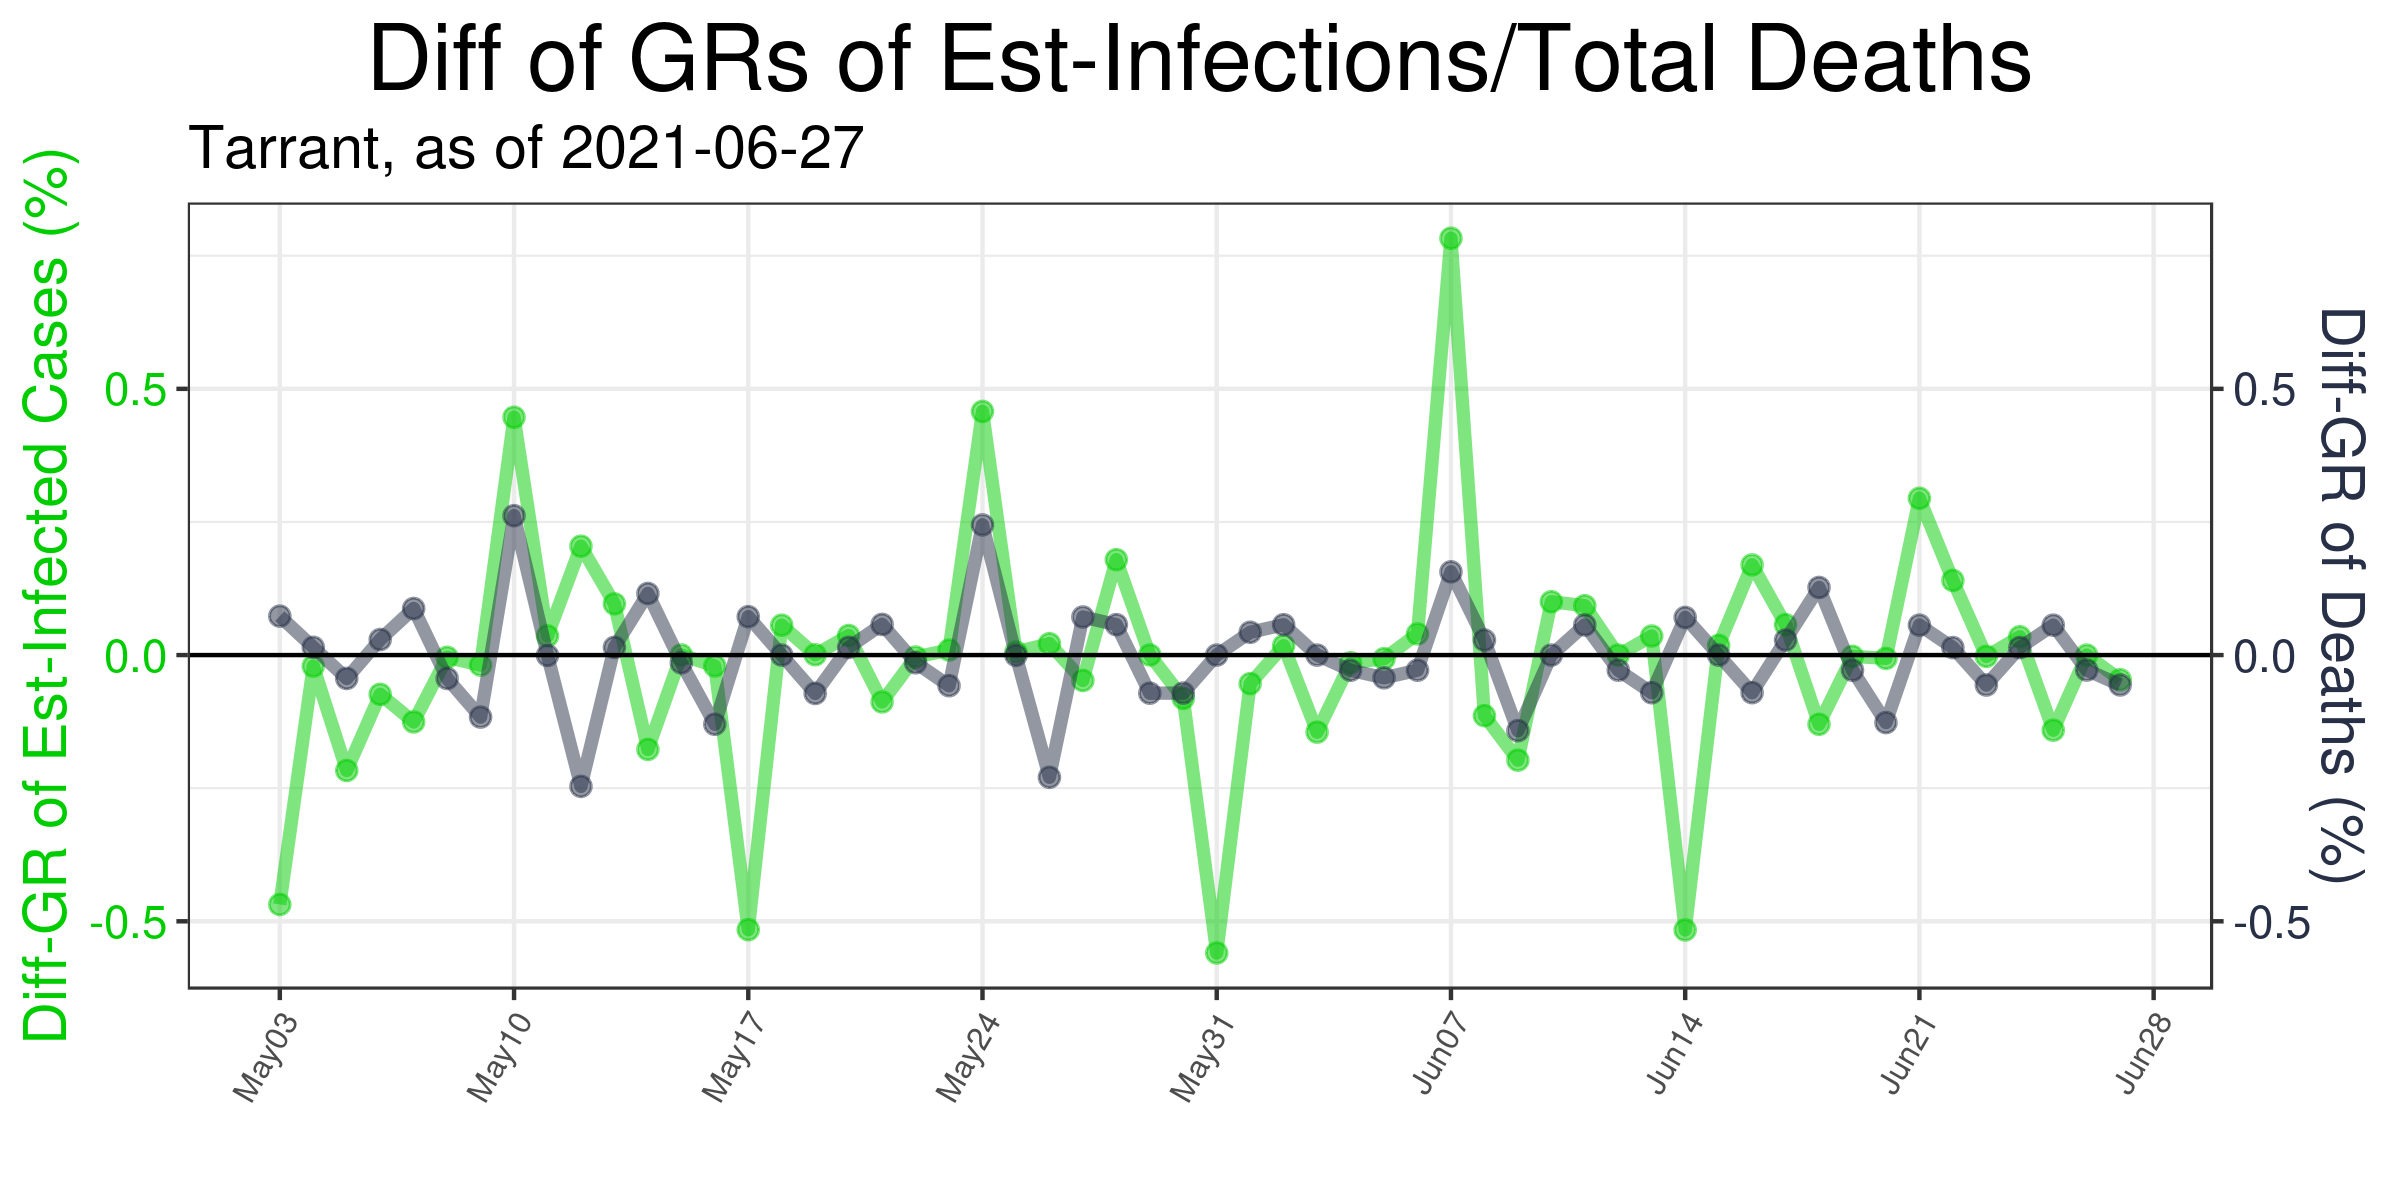 Diff of GRs of Est-Infections/Total Deaths
Tarrant, as of 2021-06-27
Diff-GR of Est-Infected Cases (%)
0.5
0.0
-0.5
0.5
0.0
-0.5
Diff-GR of Deaths (%)
May03
May10
May17
May24
May31
Jun07
Jun14
Jun21
Jun28